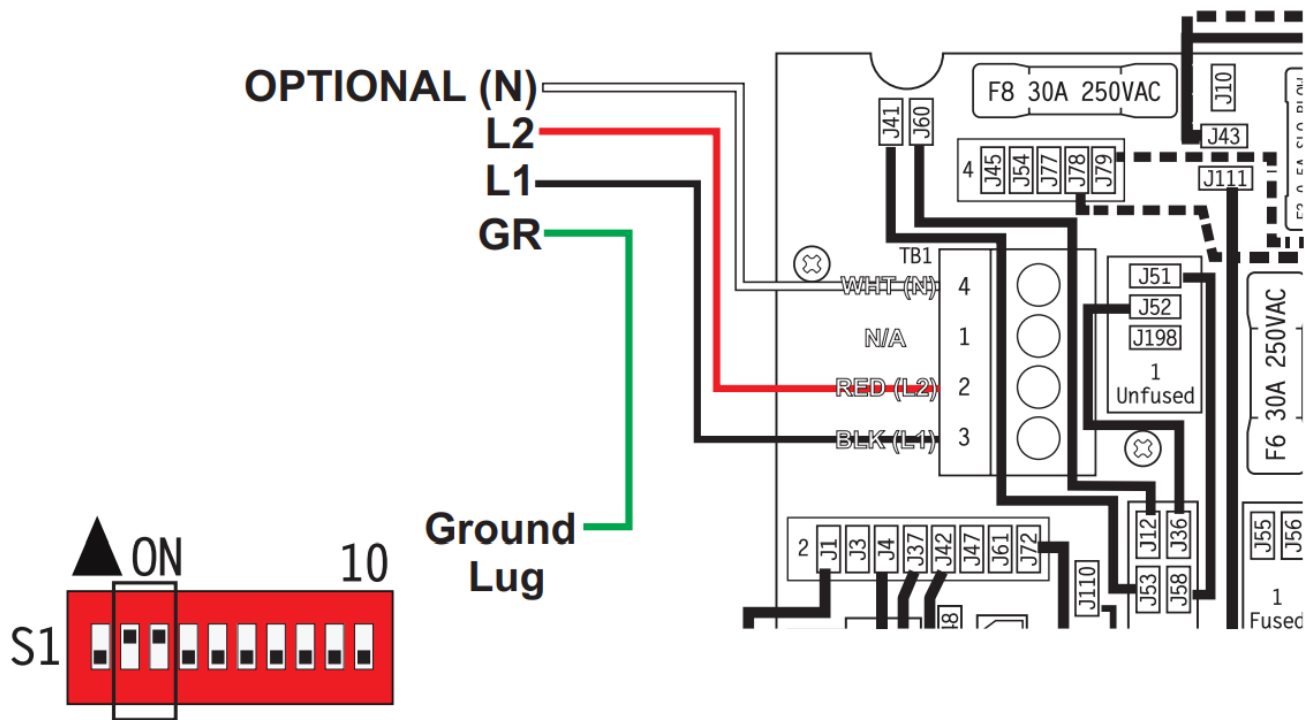 OPTIONAL (N)
L2
L1
GR
Ground
Lug
F8 30A 250VAC
J10
J41
J60
J43
4
J45
J54
J77
J78
J79
J111
TB1
WHT (N) 4
N/A 1
RED (L2) 2
BLK (L1) 3
J51
J52
J198
1
Unfused
F6 30A 250VAC
2
J1
J3
J4
J37
J42
J47
J61
J72
J110
J12
J36
J53
J58
J55
J56
1
Fused
ON
10
S1